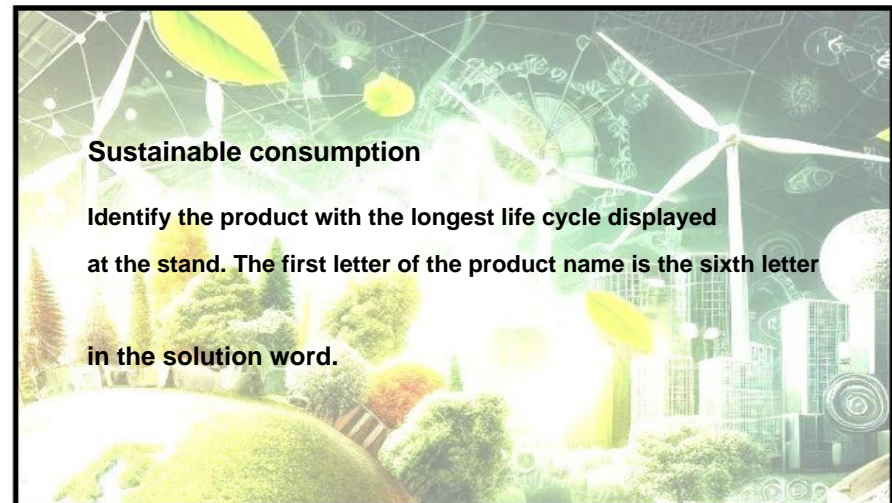 Sustainable consumption
Identify the product with the longest life cycle displayed
at the stand. The first letter of the product name is the sixth letter
in the solution word.